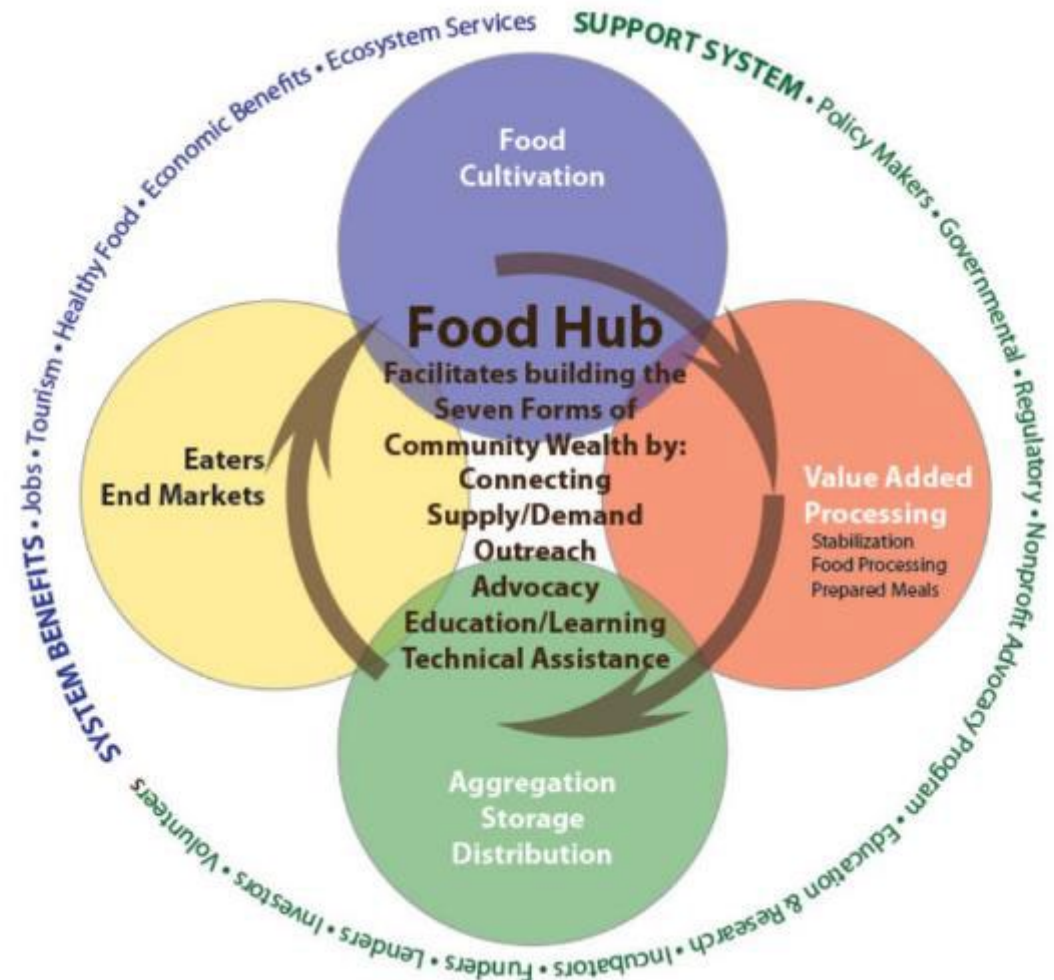 SYSTEM BENEFITS • Jobs • Tourism • Healthy Food • Economic Benefits • Ecosystem Services
SUPPORT SYSTEM • Policy Makers • Governmental • Regulatory • Nonprofit Advocacy Program • Education & Research • Incubators • Funders • Lenders • Investors • Volunteers
Food
Cultivation
Food Hub
Facilitates building the
Seven Forms of
Community Wealth by:
Connecting
Supply/Demand
Outreach
Advocacy
Education/Learning
Technical Assistance
Eaters
End Markets
Value Added
Processing
Stabilization
Food Processing
Prepared Meals
Aggregation
Storage
Distribution